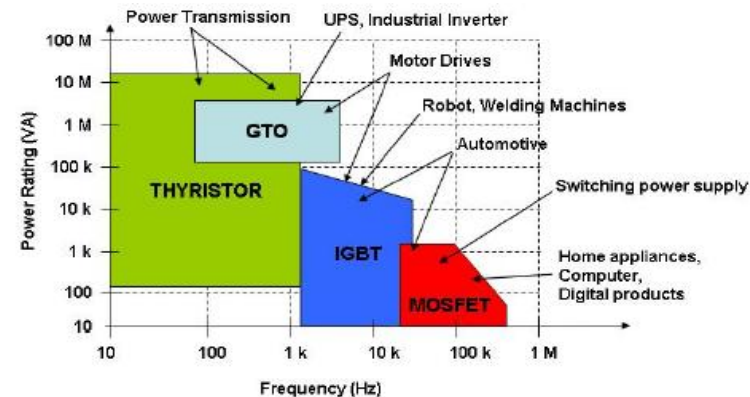 Power Transmission
UPS, Industrial Inverter
100 M
Motor Drives
10 M
Robot, Welding Machines
1 M
GTO
Automotive
100 k
THYRISTOR
Switching power supply
10 k
1 k
IGBT
Home appliances,
Computer,
Digital products
100
MOSFET
10
10
100
1 k
10 k
100 k
1 M
Frequency (Hz)
Power Rating (VA)